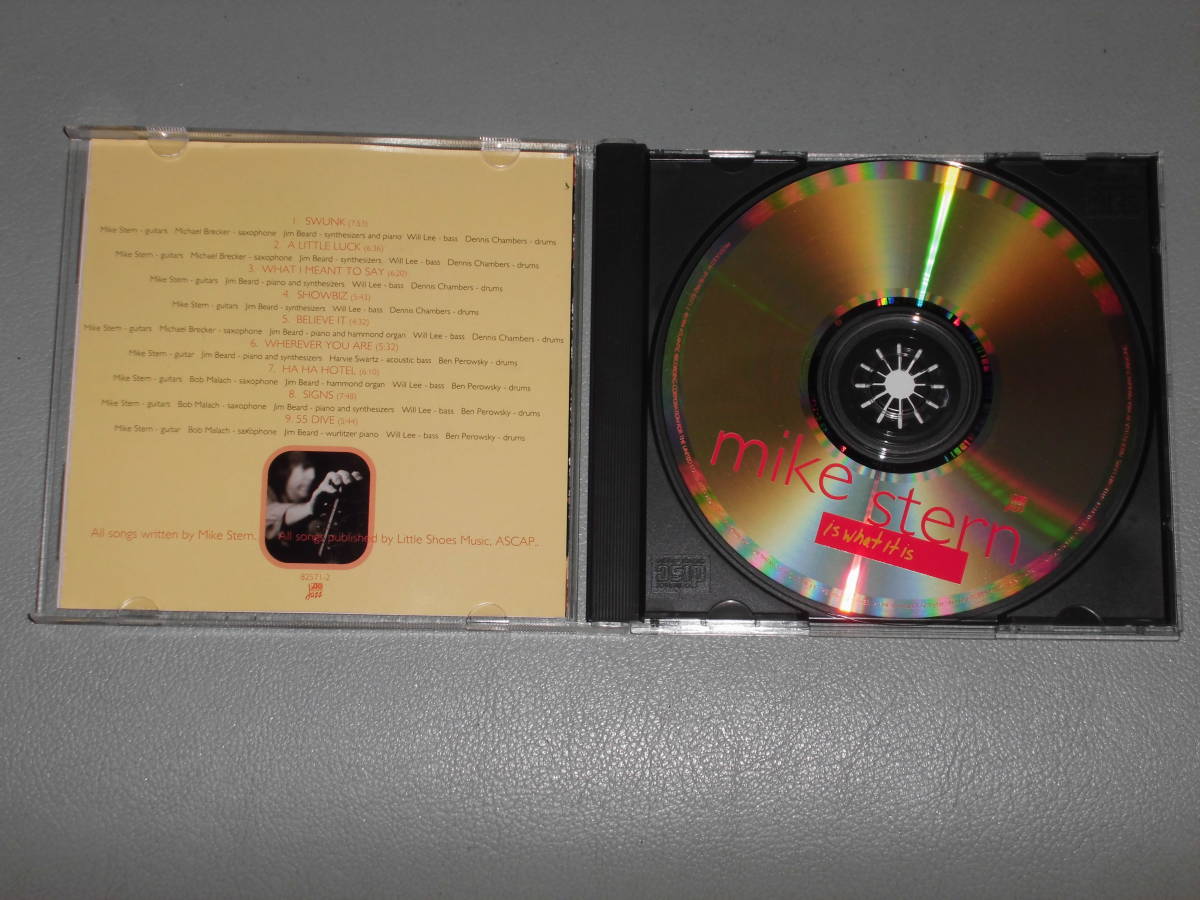 1. SWUNK (7:53)
Mike Stern - guitars Michael Brecker - saxophone Jim Beard - synthesizers and piano Will Lee - bass Dennis Chambers - drums
2. A LITTLE LUCK (6:36)
Mike Stern - guitars Michael Brecker - saxophone Jim Beard - synthesizers Will Lee - bass Dennis Chambers - drums
3. WHAT I MEANT TO SAY (6:20)
Mike Stern - guitars Jim Beard - piano and synthesizers Will Lee - bass Dennis Chambers - drums
4. SHOWBIZ (5:43)
Mike Stern - guitars Jim Beard - synthesizers Will Lee - bass Dennis Chambers - drums
5. BELIEVE IT (4:32)
Mike Stern - guitars Michael Brecker - saxophone Jim Beard - piano and hammond organ Will Lee - bass Dennis Chambers - drums
6. WHEREVER YOU ARE (5:32)
Mike Stern - guitar Jim Beard - piano and synthesizers Harvie Swartz - acoustic bass Ben Perowsky - drums
7. HA HA HOTEL (6:10)
Mike Stern - guitars Bob Malach - saxophone Jim Beard - hammond organ Will Lee - bass Ben Perowsky - drums
8. SIGNS (7:48)
Mike Stern - guitars Bob Malach - saxophone Jim Beard - piano and synthesizers Will Lee - bass Ben Perowsky - drums
9. 55 DIVE (5:44)
Mike Stern - guitar Bob Malach - saxophone Jim Beard - wurlitzer piano Will Lee - bass Ben Perowsky - drums
All songs written by Mike Stern. All songs published by Little Shoes Music, ASCAP..
82571-2
jazz
mike stern
is what it is
disc